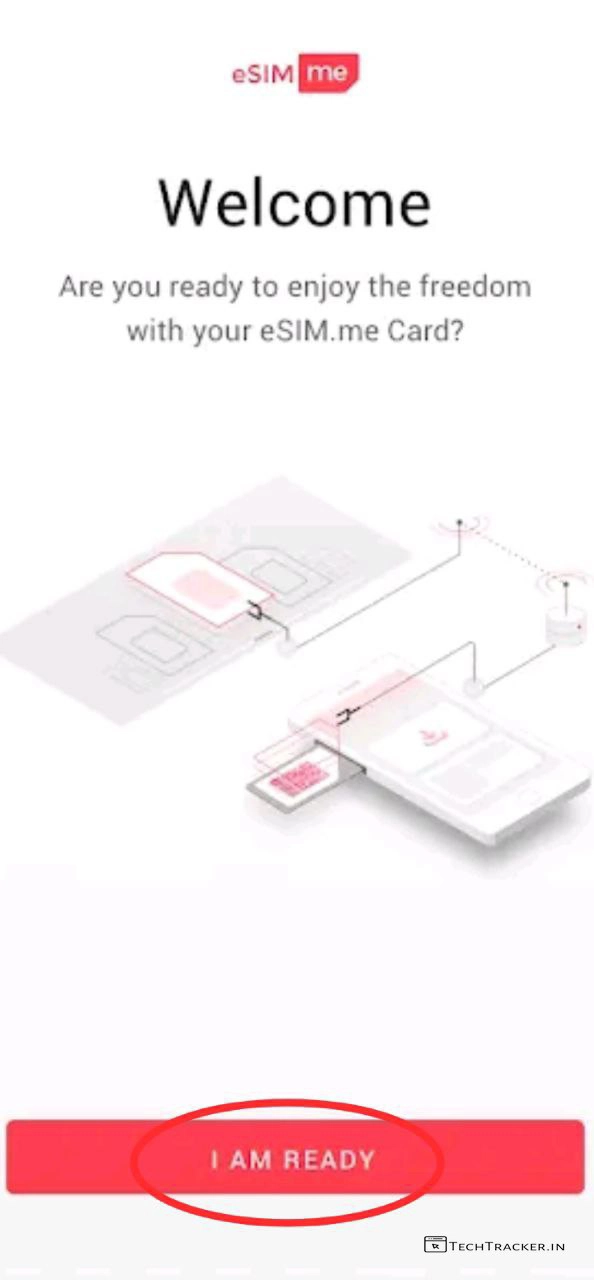 eSIM me
Welcome
Are you ready to enjoy the freedom
with your eSIM.me Card?
I AM READY
TECHTRACKER.IN